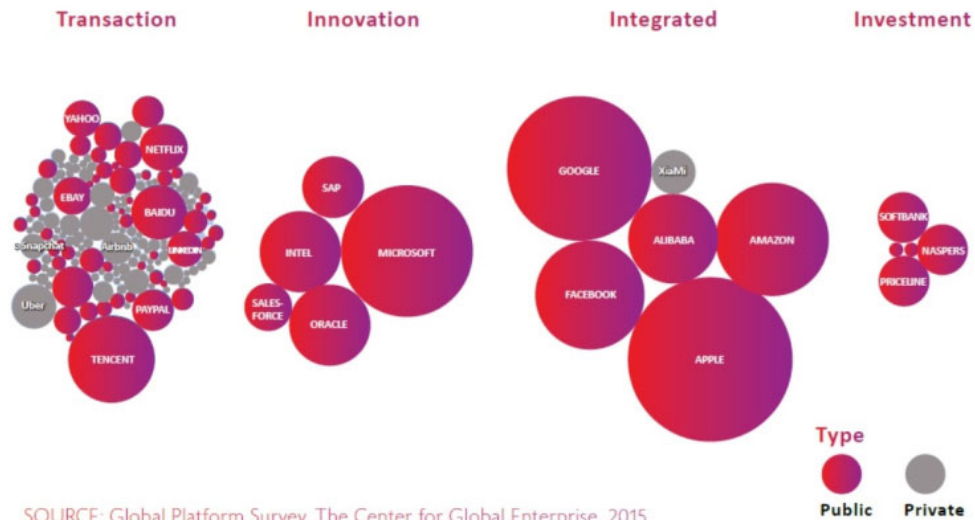 Transaction
Innovation
Integrated
Investment
YAHOO
NETFLIX
EBAY
BAIDU
Snapchat
Airbnb
LINKEDIN
Uber
PAYPAL
TENCENT
SAP
INTEL
MICROSOFT
SALES-
FORCE
ORACLE
GOOGLE
XiaMi
ALIBABA
AMAZON
FACEBOOK
APPLE
SOFTBANK
NASPERS
PRICELINE
Type
Public
Private
SOURCE: Global Platform Survey, The Center for Global Enterprise, 2015